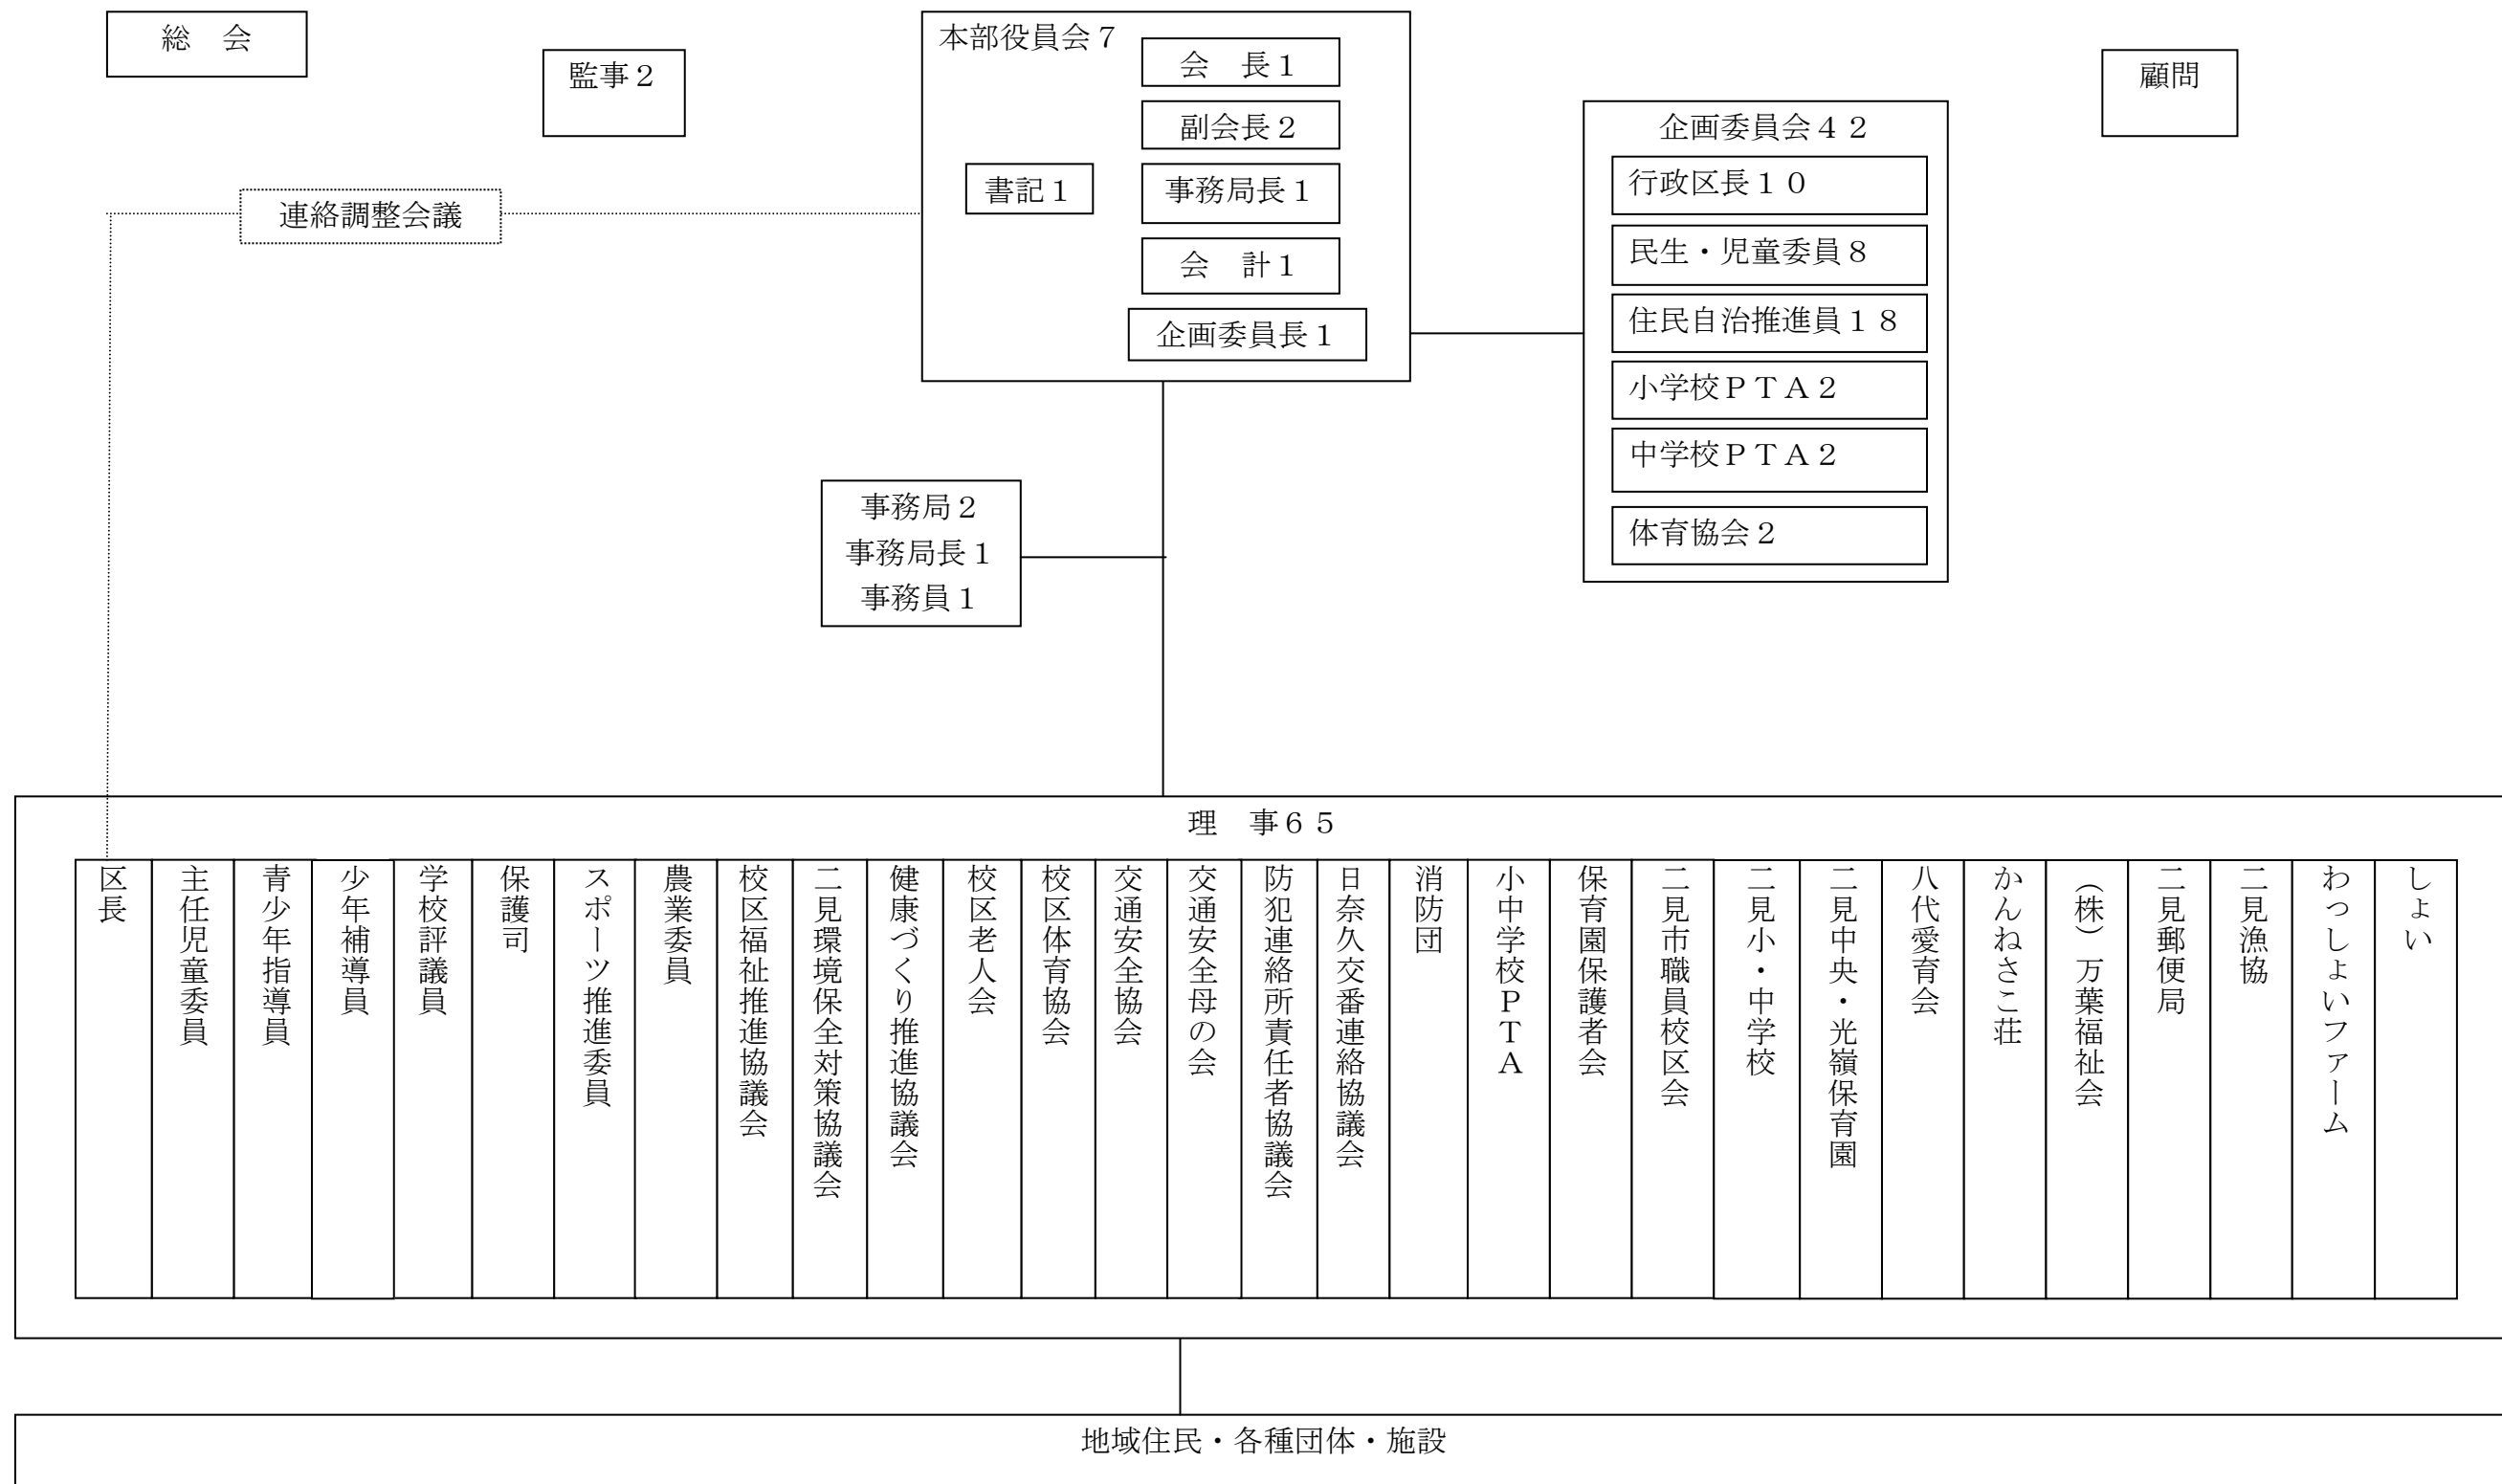 総　会
監事２
本部役員会７
会　長１
副会長２
書記１
事務局長１
会　計１
企画委員長１
顧問
企画委員会４２
行政区長１０
民生・児童委員８
住民自治推進員１８
小学校ＰＴＡ２
中学校ＰＴＡ２
体育協会２
連絡調整会議
事務局２
事務局長１
事務員１
理　事６５
区長
主任児童委員
青少年指導員
少年補導員
学校評議員
保護司
スポーツ推進委員
農業委員
校区福祉推進協議会
二見環境保全対策協議会
健康づくり推進協議会
校区老人会
校区体育協会
交通安全協会
交通安全母の会
防犯連絡所責任者協議会
日奈久交番連絡協議会
消防団
小中学校ＰＴＡ
保育園保護者会
二見市職員校区会
二見小・中学校
二見中央・光嶺保育園
八代愛育会
かんねさこ荘
（株）万葉福祉会
二見郵便局
二見漁協
わっしょいファーム
しょい
地域住民・各種団体・施設